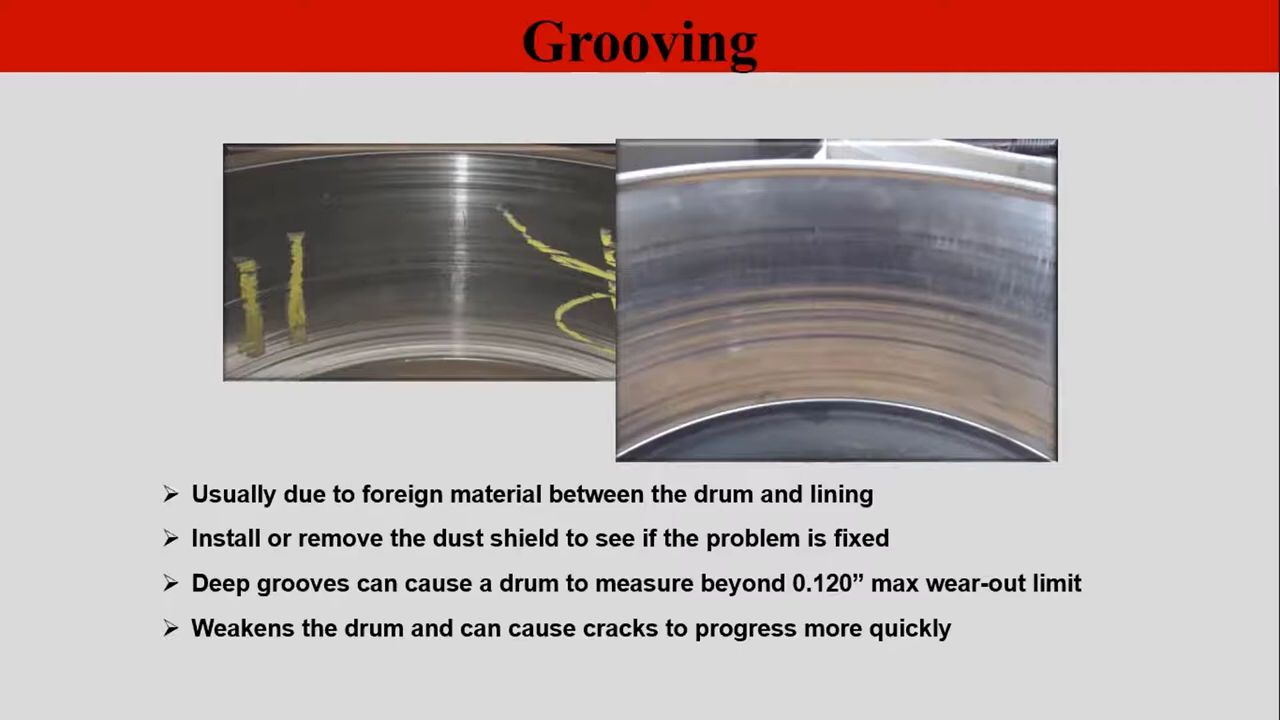 Grooving
Usually due to foreign material between the drum and lining
Install or remove the dust shield to see if the problem is fixed
Deep grooves can cause a drum to measure beyond 0.120” max wear-out limit
Weakens the drum and can cause cracks to progress more quickly